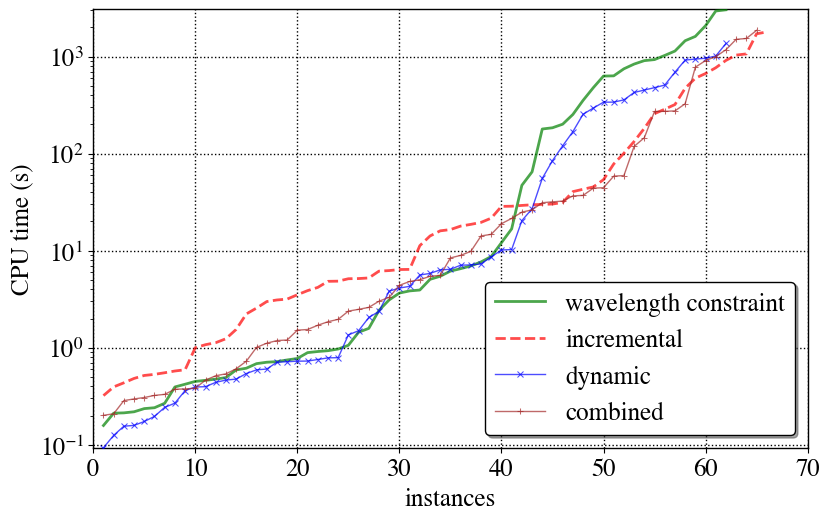 10³
10²
10¹
10⁰
10⁻¹
CPU time (s)
wavelength constraint
incremental
dynamic
combined
0 10 20 30 40 50 60 70
instances